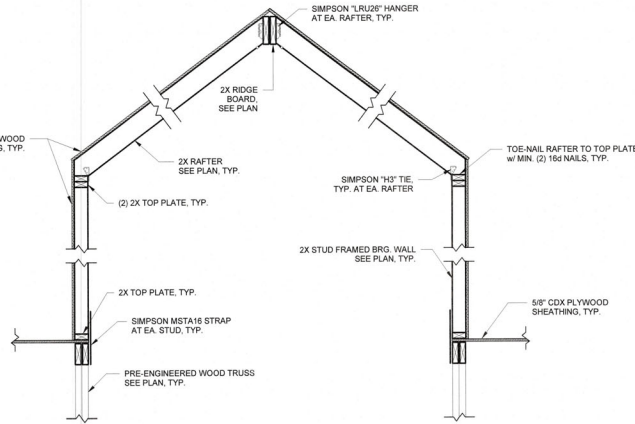 SIMPSON "LRU26" HANGER
AT EA. RAFTER, TYP.
2X RIDGE
BOARD,
SEE PLAN
WOOD
TYP.
2X RAFTER
SEE PLAN, TYP.
TOE-NAIL RAFTER TO TOP PLATE
w/ MIN. (2) 16d NAILS, TYP.
SIMPSON "H3" TIE,
TYP. AT EA. RAFTER
(2) 2X TOP PLATE, TYP.
2X STUD FRAMED BRG. WALL
SEE PLAN, TYP.
2X TOP PLATE, TYP.
5/8" CDX PLYWOOD
SHEATHING, TYP.
SIMPSON MSTA16 STRAP
AT EA. STUD, TYP.
PRE-ENGINEERED WOOD TRUSS
SEE PLAN, TYP.